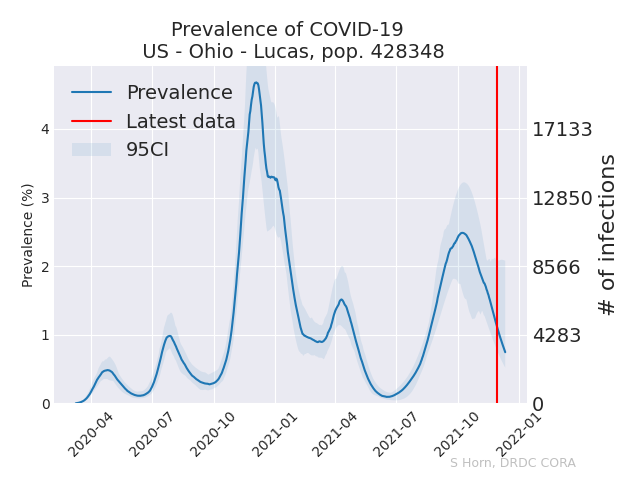 Prevalence of COVID-19
US - Ohio - Lucas, pop. 428348
Prevalence
Latest data
95CI
Prevalence (%)
4
3
2
1
0
17133
12850
8566
4283
0
# of infections
2020-04
2020-07
2020-10
2021-01
2021-04
2021-07
2021-10
2022-01
S Horn, DRDC CORA